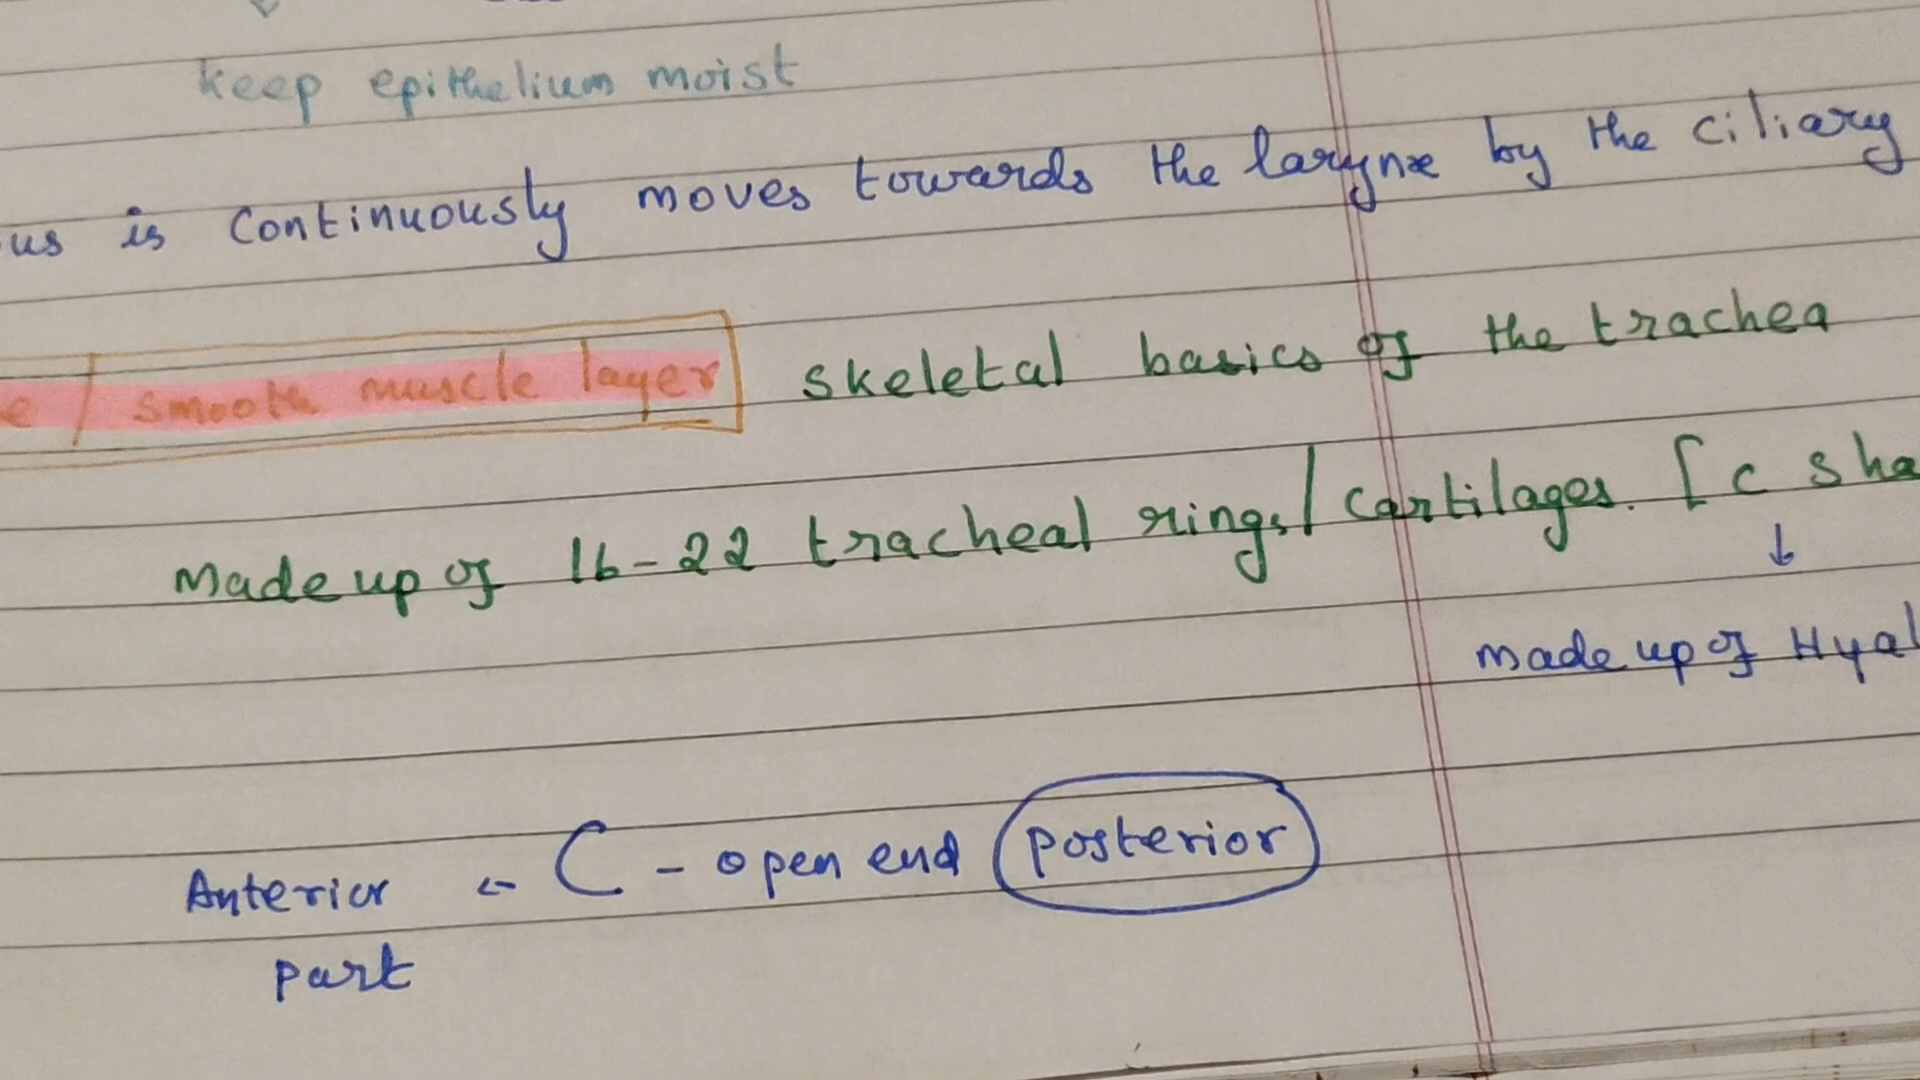 keep epithelium moist
us is continuously moves towards the larynx by the ciliary
e / smooth muscle layer skeletal basics of the trachea
Made up of 16-22 tracheal rings/cartilages. [C sha
↓
made up of Hyal
Anterior ← C - open end posterior
part